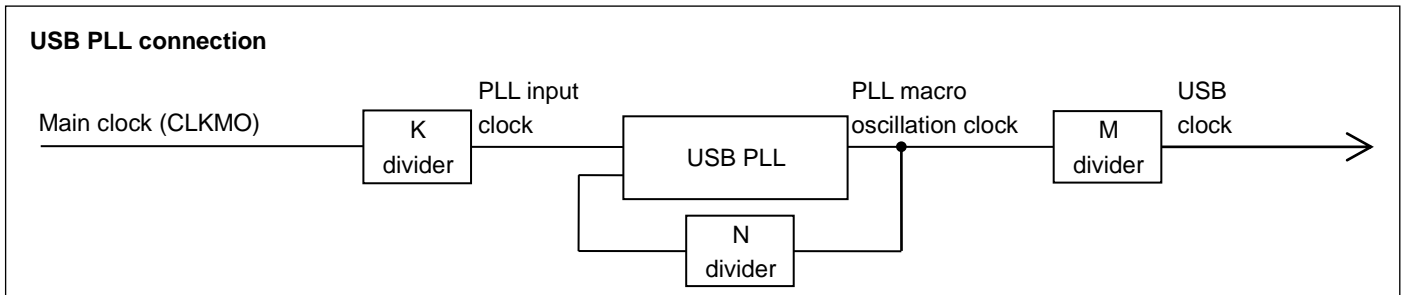 USB PLL connection
Main clock (CLKMO)
K
divider
PLL input
clock
USB PLL
PLL macro
oscillation clock
M
divider
USB
clock
N
divider